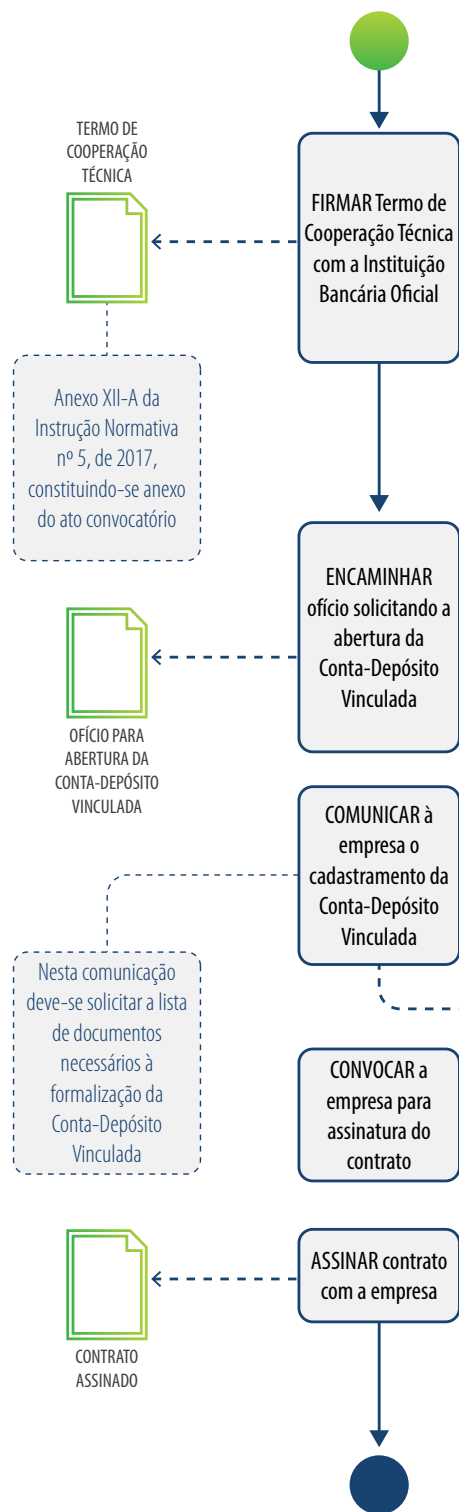 TERMO DE
COOPERAÇÃO
TÉCNICA
FIRMAR Termo de
Cooperação Técnica
com a Instituição
Bancária Oficial
Anexo XII-A da
Instrução Normativa
nº 5, de 2017,
constituindo-se anexo
do ato convocatório
ENCAMINHAR
ofício solicitando a
abertura da
Conta-Depósito
Vinculada
OFÍCIO PARA
ABERTURA DA
CONTA-DEPÓSITO
VINCULADA
COMUNICAR à
empresa o
cadastramento da
Conta-Depósito
Vinculada
Nesta comunicação
deve-se solicitar a lista
de documentos
necessários à
formalização da
Conta-Depósito
Vinculada
CONVOCAR a
empresa para
assinatura do
contrato
ASSINAR contrato
com a empresa
CONTRATO
ASSINADO